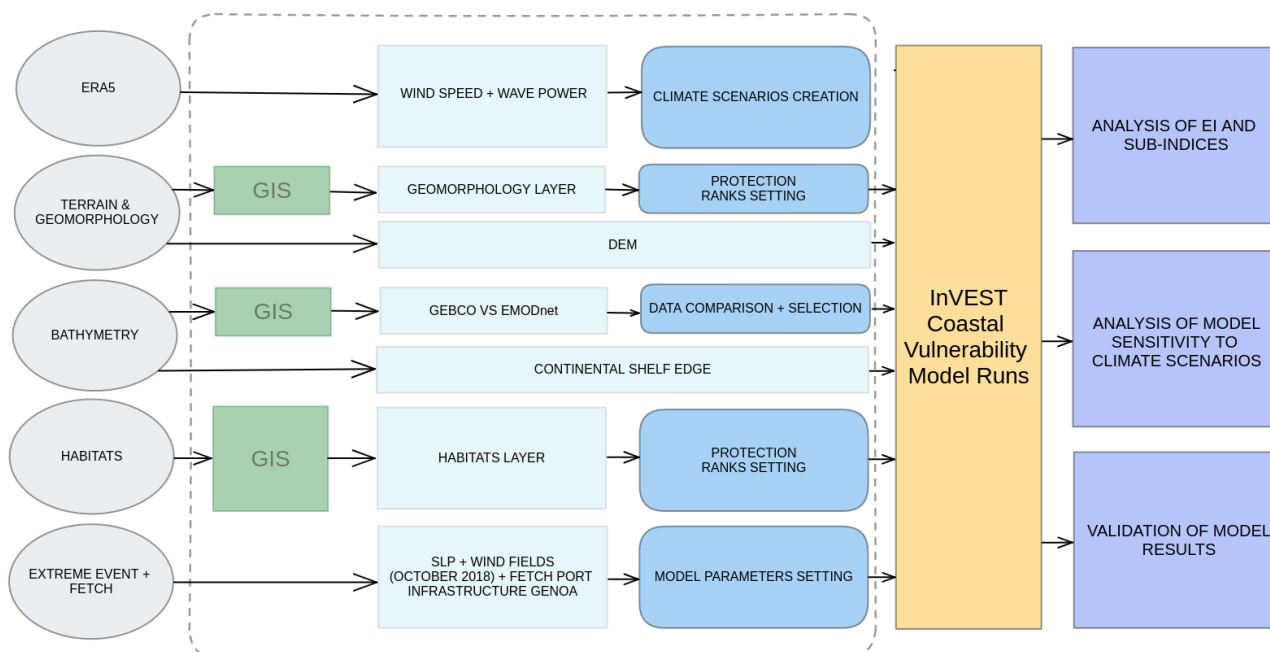 ERA5
WIND SPEED + WAVE POWER
CLIMATE SCENARIOS CREATION
TERRAIN &
GEOMORPHOLOGY
GIS
GEOMORPHOLOGY LAYER
PROTECTION
RANKS SETTING
DEM
BATHYMETRY
GIS
GEBCO VS EMODnet
DATA COMPARISON + SELECTION
CONTINENTAL SHELF EDGE
HABITATS
GIS
HABITATS LAYER
PROTECTION
RANKS SETTING
EXTREME EVENT +
FETCH
SLP + WIND FIELDS
(OCTOBER 2018) + FETCH PORT
INFRASTRUCTURE GENOA
MODEL PARAMETERS SETTING
InVEST
Coastal
Vulnerability
Model Runs
ANALYSIS OF EI AND
SUB-INDICES
ANALYSIS OF MODEL
SENSITIVITY TO
CLIMATE SCENARIOS
VALIDATION OF MODEL
RESULTS